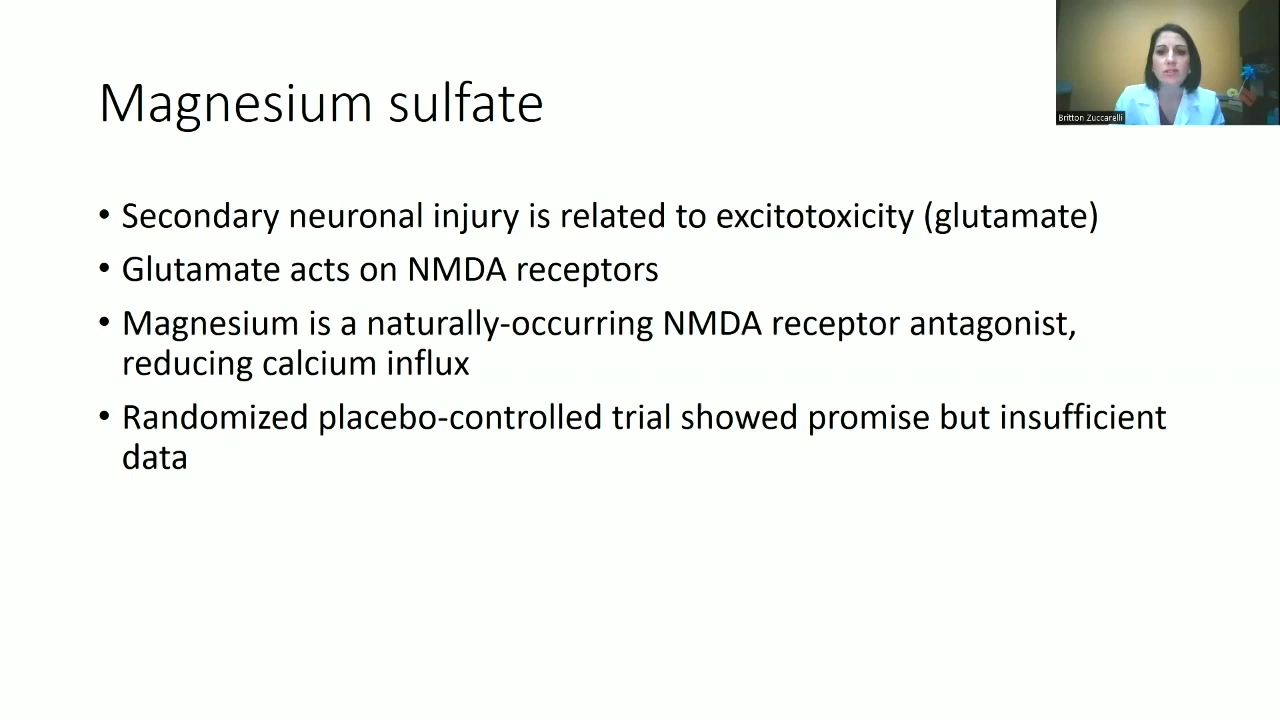 Magnesium sulfate
Britton Zuccarelli
• Secondary neuronal injury is related to excitotoxicity (glutamate)
• Glutamate acts on NMDA receptors
• Magnesium is a naturally-occurring NMDA receptor antagonist,
reducing calcium influx
• Randomized placebo-controlled trial showed promise but insufficient
data